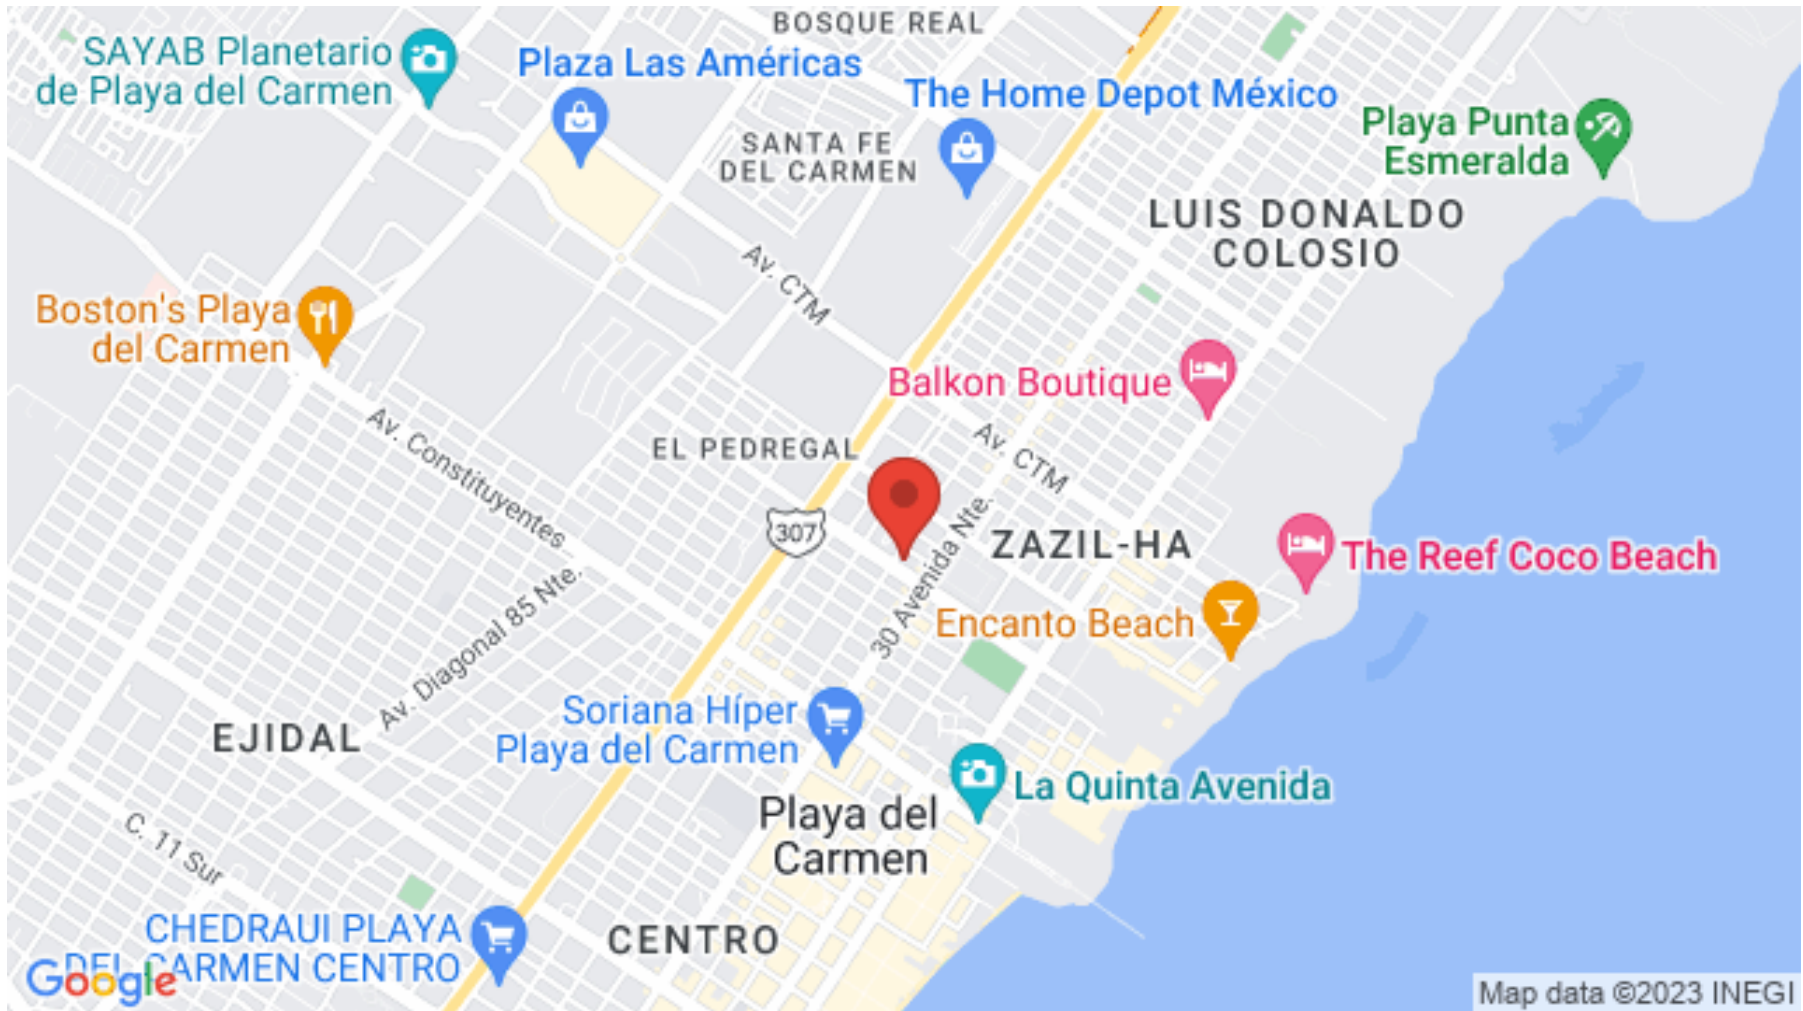 BOSQUE REAL
SAYAB Planetario
de Playa del Carmen
Plaza Las Américas
The Home Depot México
Playa Punta
Esmeralda
SANTA FE
DEL CARMEN
LUIS DONALDO
COLOSIO
Av. CTM
Boston's Playa
del Carmen
Balkon Boutique
Av. Constituyentes
EL PEDREGAL
Av. CTM
307
30 Avenida Nte.
ZAZIL-HA
The Reef Coco Beach
Av. Diagonal 85 Nte.
Encanto Beach
EJIDAL
Soriana Híper
Playa del Carmen
La Quinta Avenida
Playa del
Carmen
C. 11 Sur
CHEDRAUI PLAYA
DEL CARMEN CENTRO
CENTRO
Google
Map data ©2023 INEGI